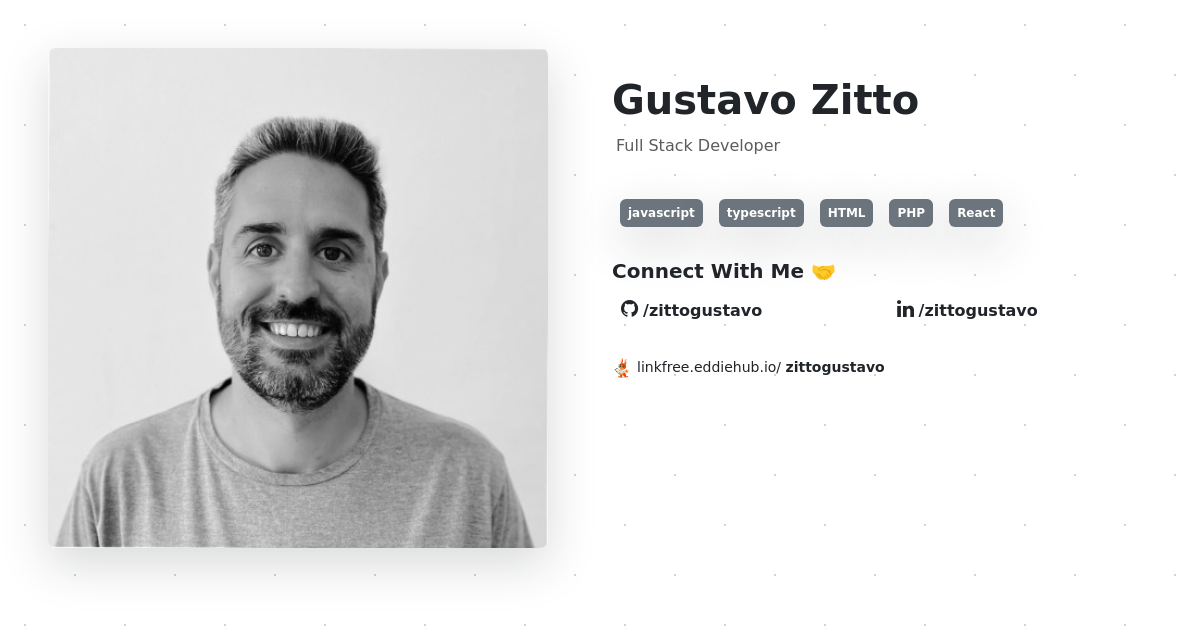 Gustavo Zitto
Full Stack Developer
javascript typescript HTML PHP React
Connect With Me 🤝
/zittogustavo /zittogustavo
linkfree.eddiehub.io/ zittogustavo